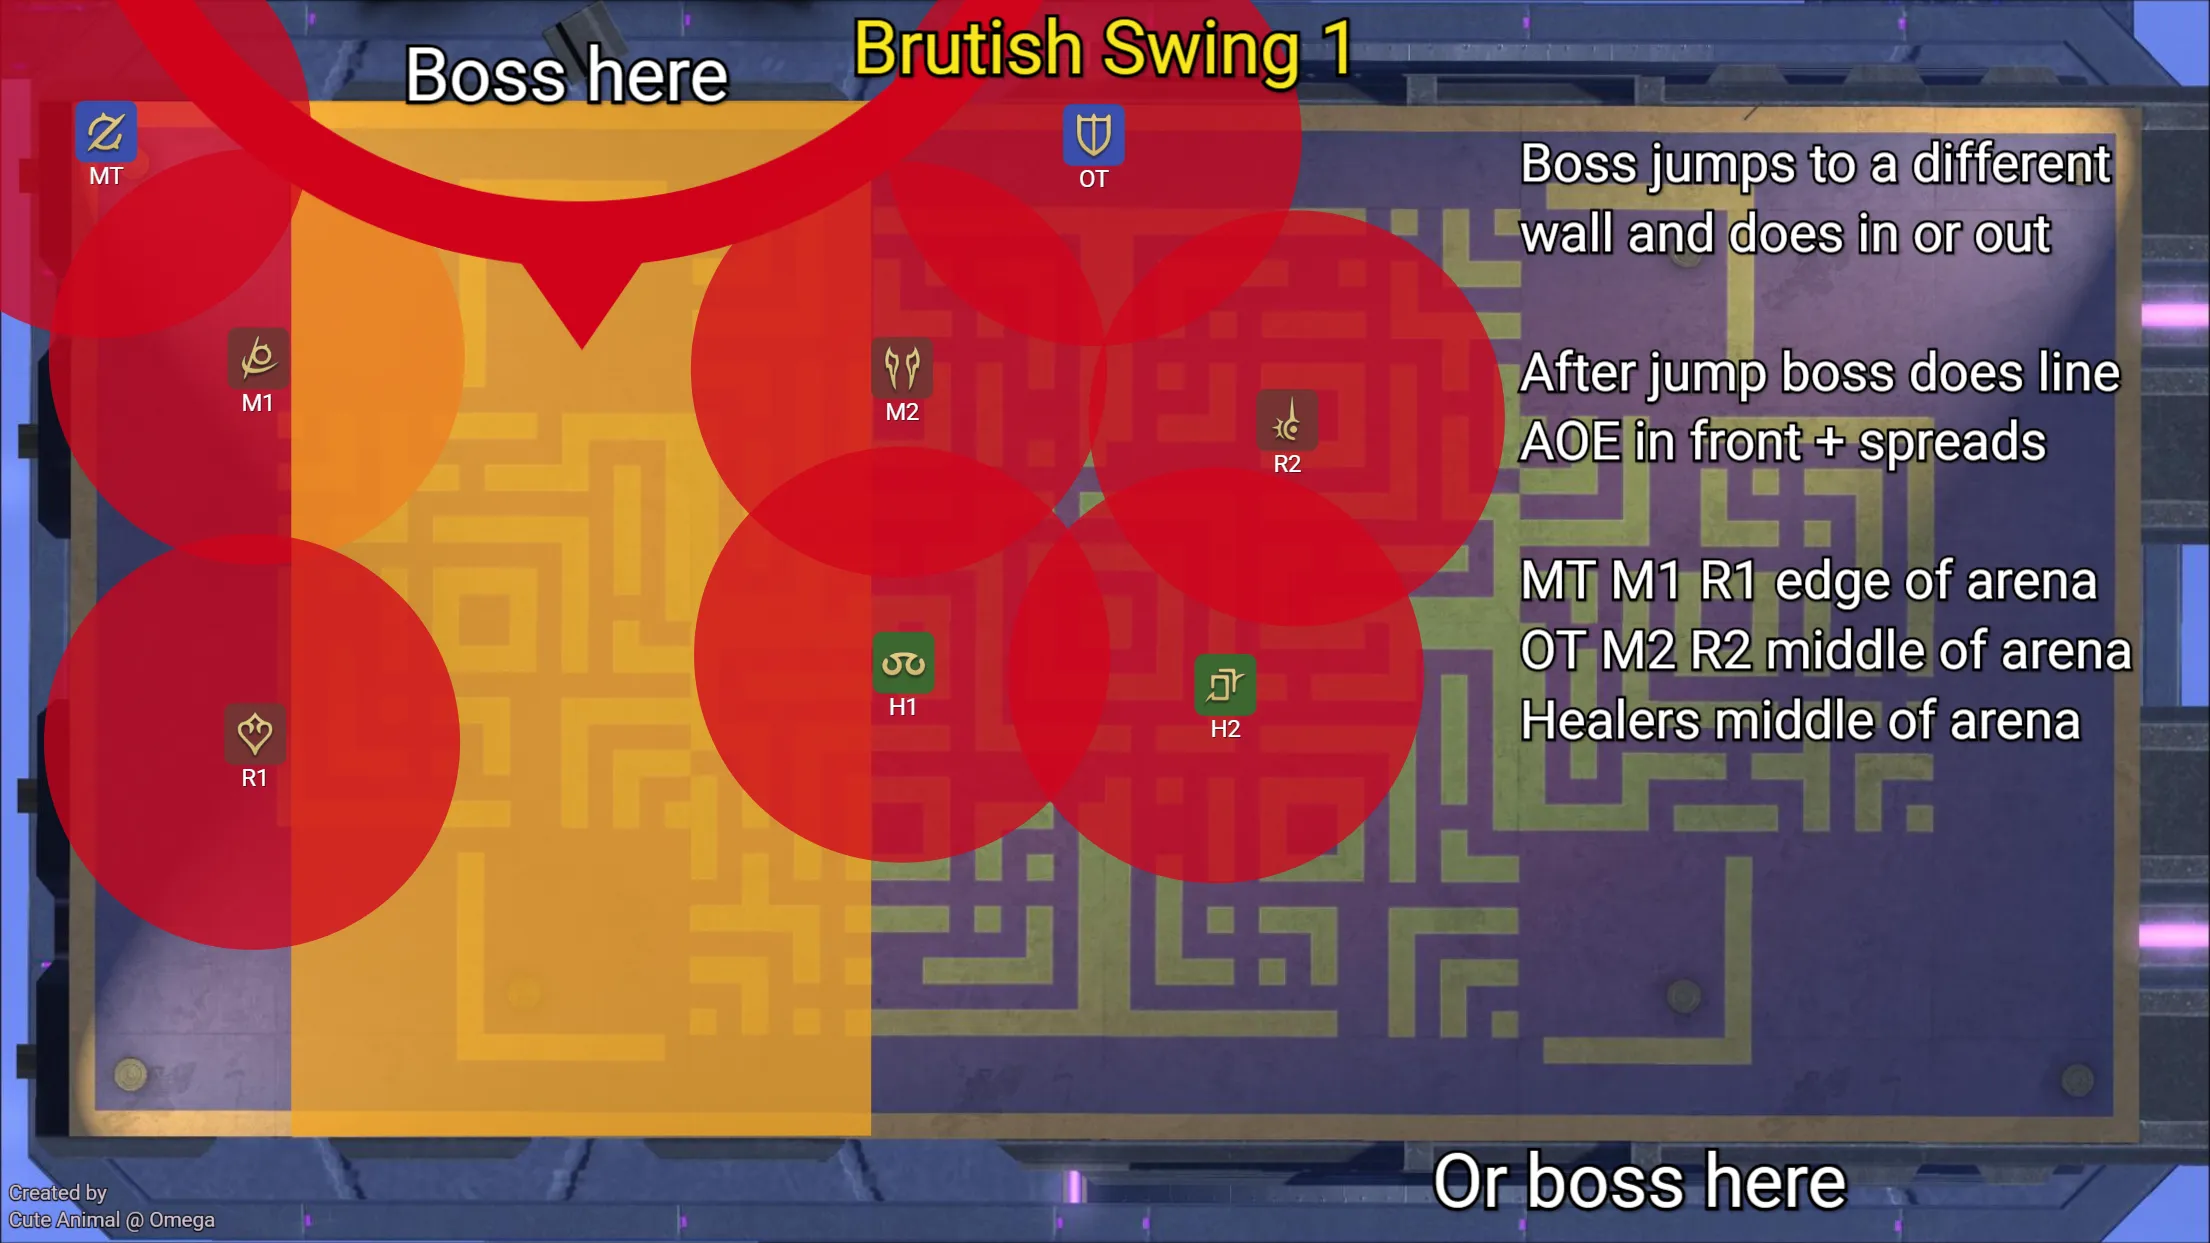 Brutish Swing 1
Boss here
MT
OT
Boss jumps to a different
wall and does in or out
M1
M2
R2
After jump boss does line
AOE in front + spreads
R1
H1
H2
MT M1 R1 edge of arena
OT M2 R2 middle of arena
Healers middle of arena
Or boss here
Created by
Cute Animal @ Omega